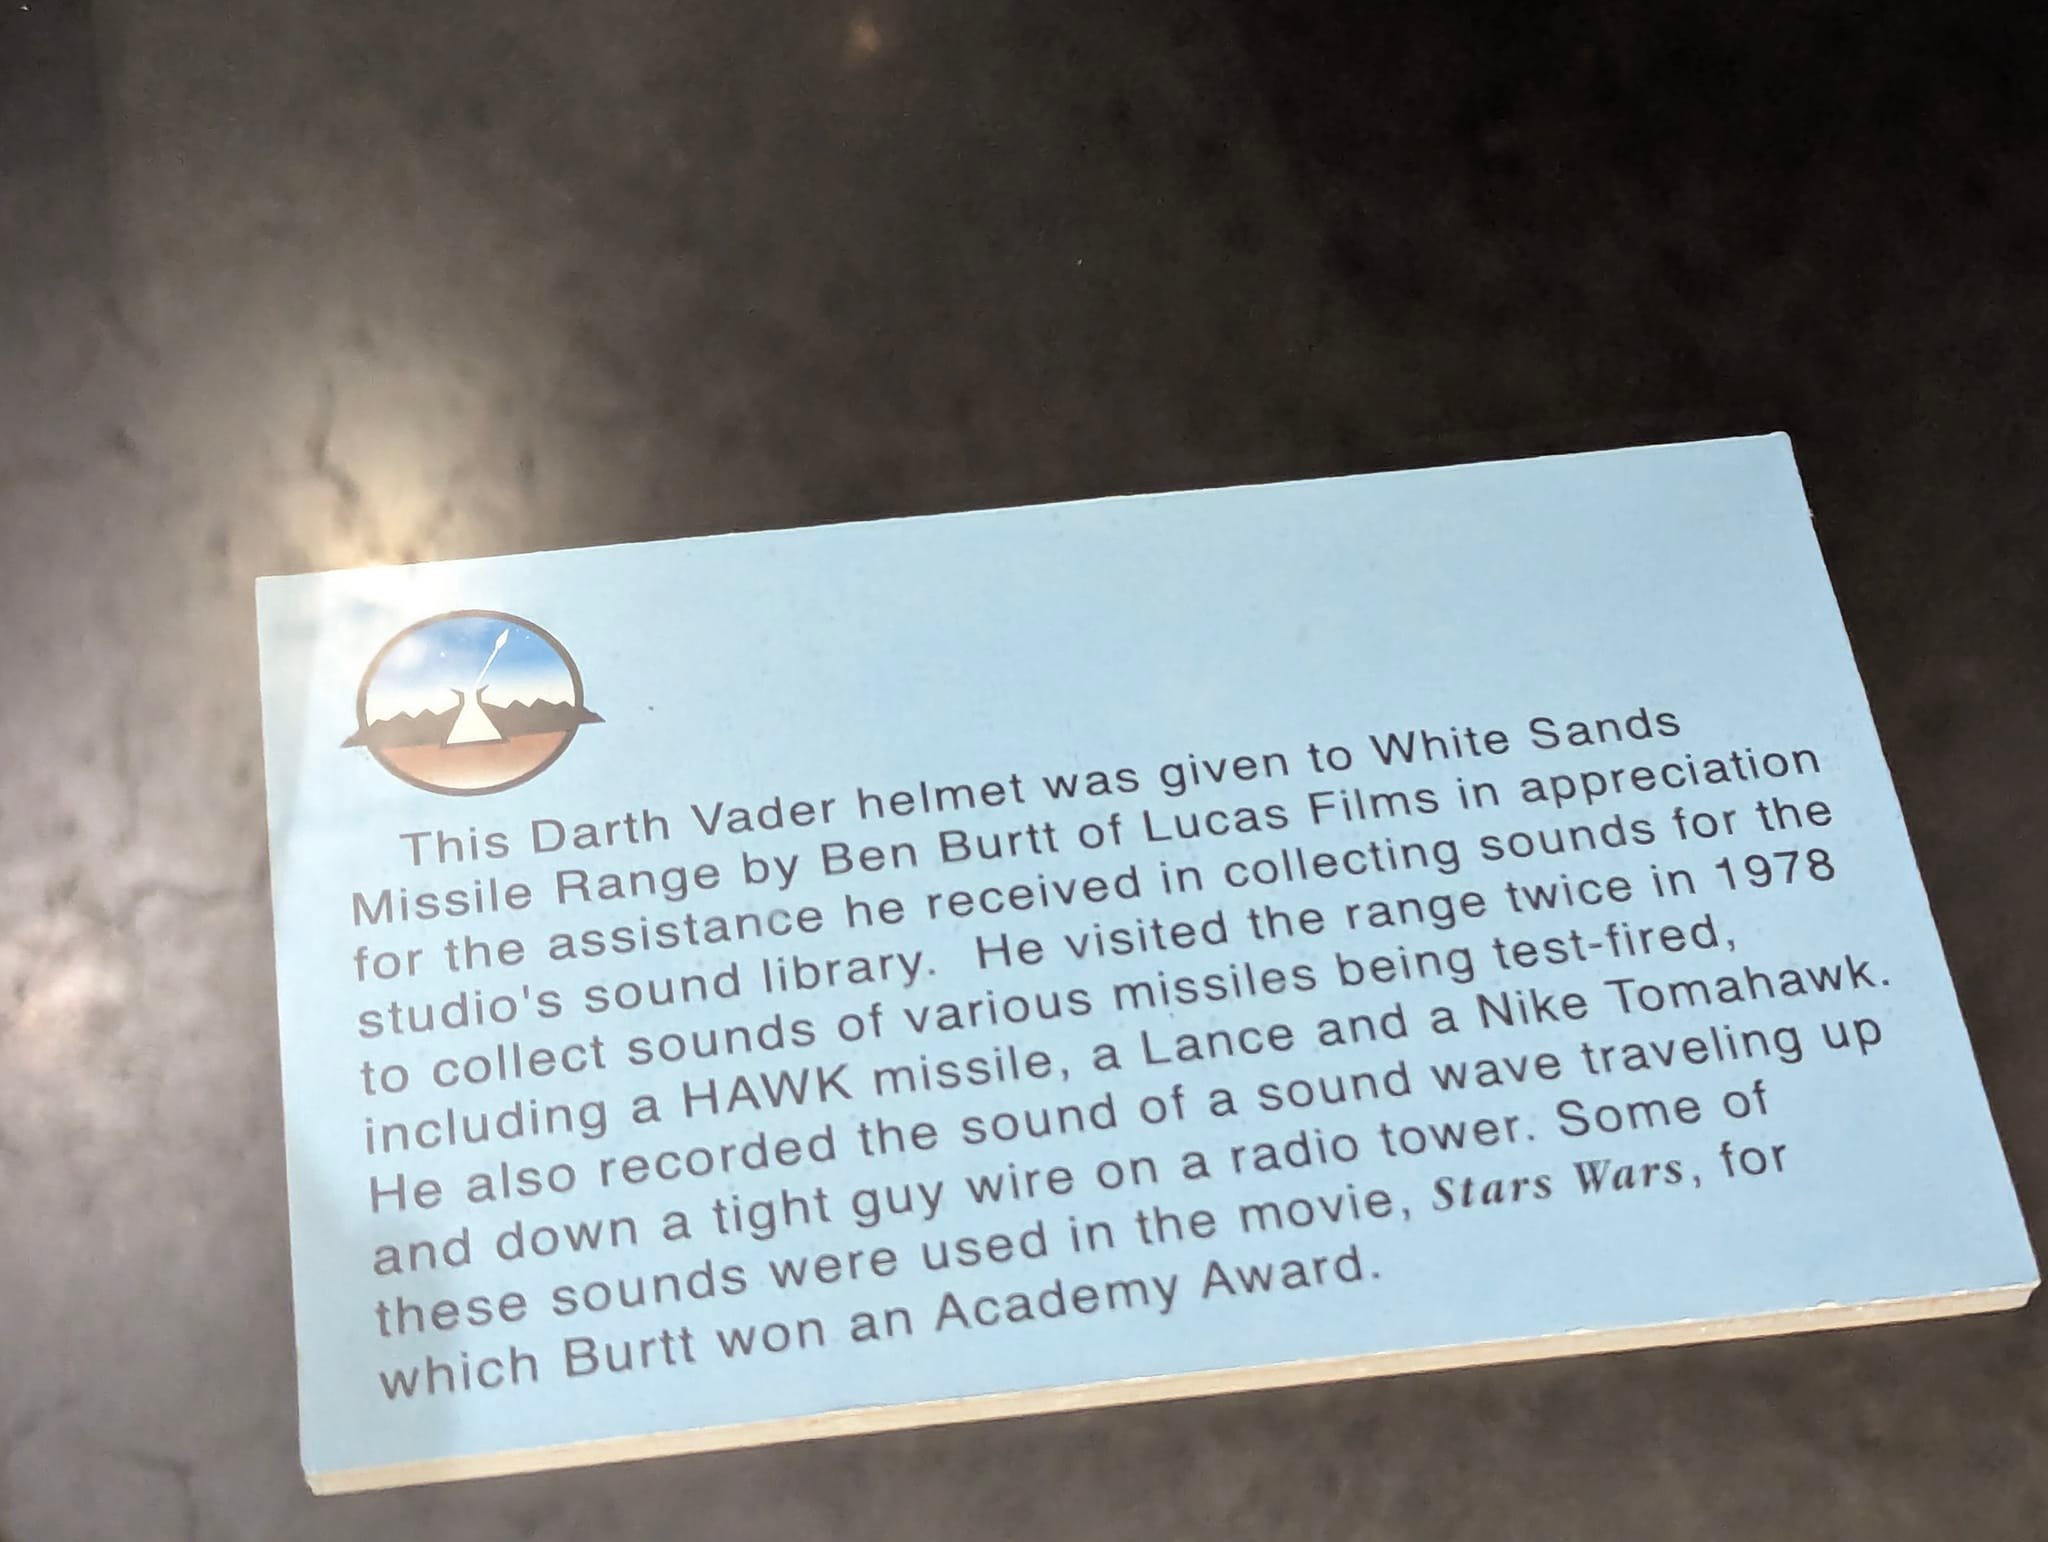 This Darth Vader helmet was given to White Sands
Missile Range by Ben Burtt of Lucas Films in appreciation
for the assistance he received in collecting sounds for the
studio's sound library. He visited the range twice in 1978
to collect sounds of various missiles being test-fired,
including a HAWK missile, a Lance and a Nike Tomahawk.
He also recorded the sound of a sound wave traveling up
and down a tight guy wire on a radio tower. Some of
these sounds were used in the movie, Stars Wars, for
which Burtt won an Academy Award.